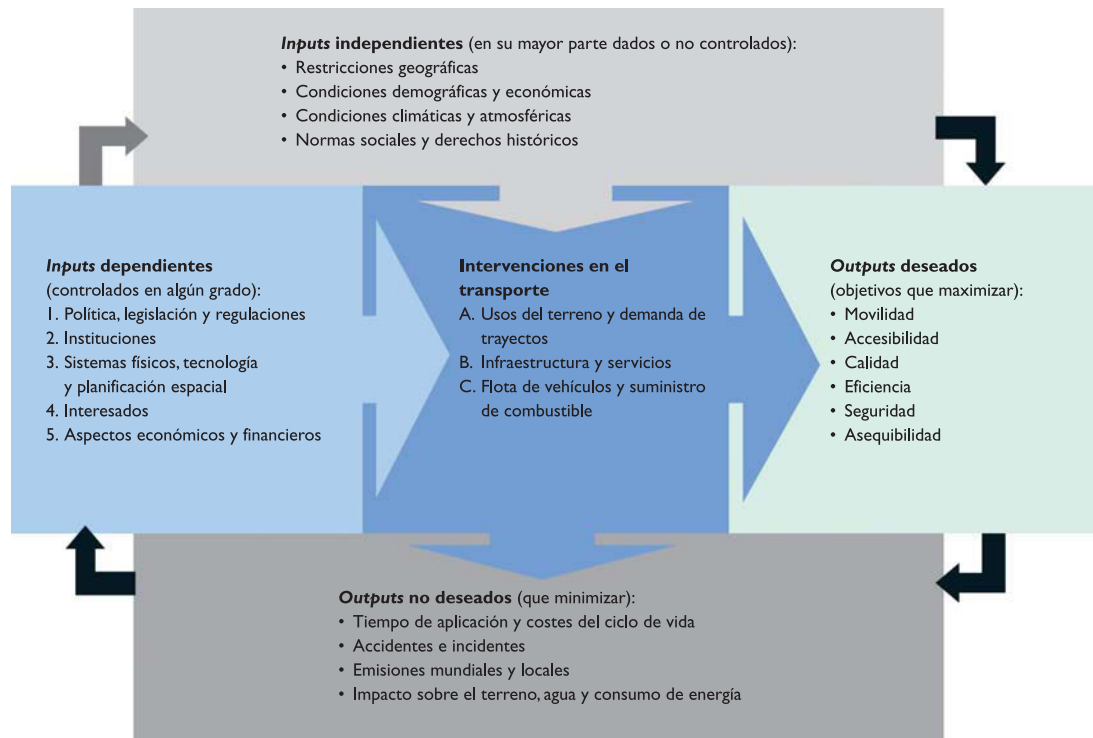 Inputs independientes (en su mayor parte dados o no controlados):
• Restricciones geográficas
• Condiciones demográficas y económicas
• Condiciones climáticas y atmosféricas
• Normas sociales y derechos históricos
Inputs dependientes
(controlados en algún grado):
1. Política, legislación y regulaciones
2. Instituciones
3. Sistemas físicos, tecnología
y planificación espacial
4. Interesados
5. Aspectos económicos y financieros
Intervenciones en el
transporte
A. Usos del terreno y demanda de
trayectos
B. Infraestructura y servicios
C. Flota de vehículos y suministro
de combustible
Outputs deseados
(objetivos que maximizar):
• Movilidad
• Accesibilidad
• Calidad
• Eficiencia
• Seguridad
• Asequibilidad
Outputs no deseados (que minimizar):
• Tiempo de aplicación y costes del ciclo de vida
• Accidentes e incidentes
• Emisiones mundiales y locales
• Impacto sobre el terreno, agua y consumo de energía